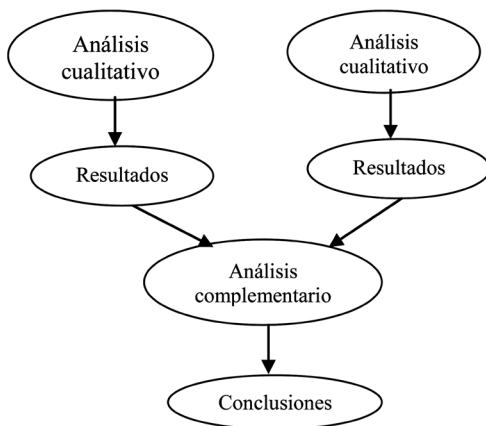 Análisis
cualitativo
Análisis
cualitativo
Resultados
Resultados
Análisis
complementario
Conclusiones